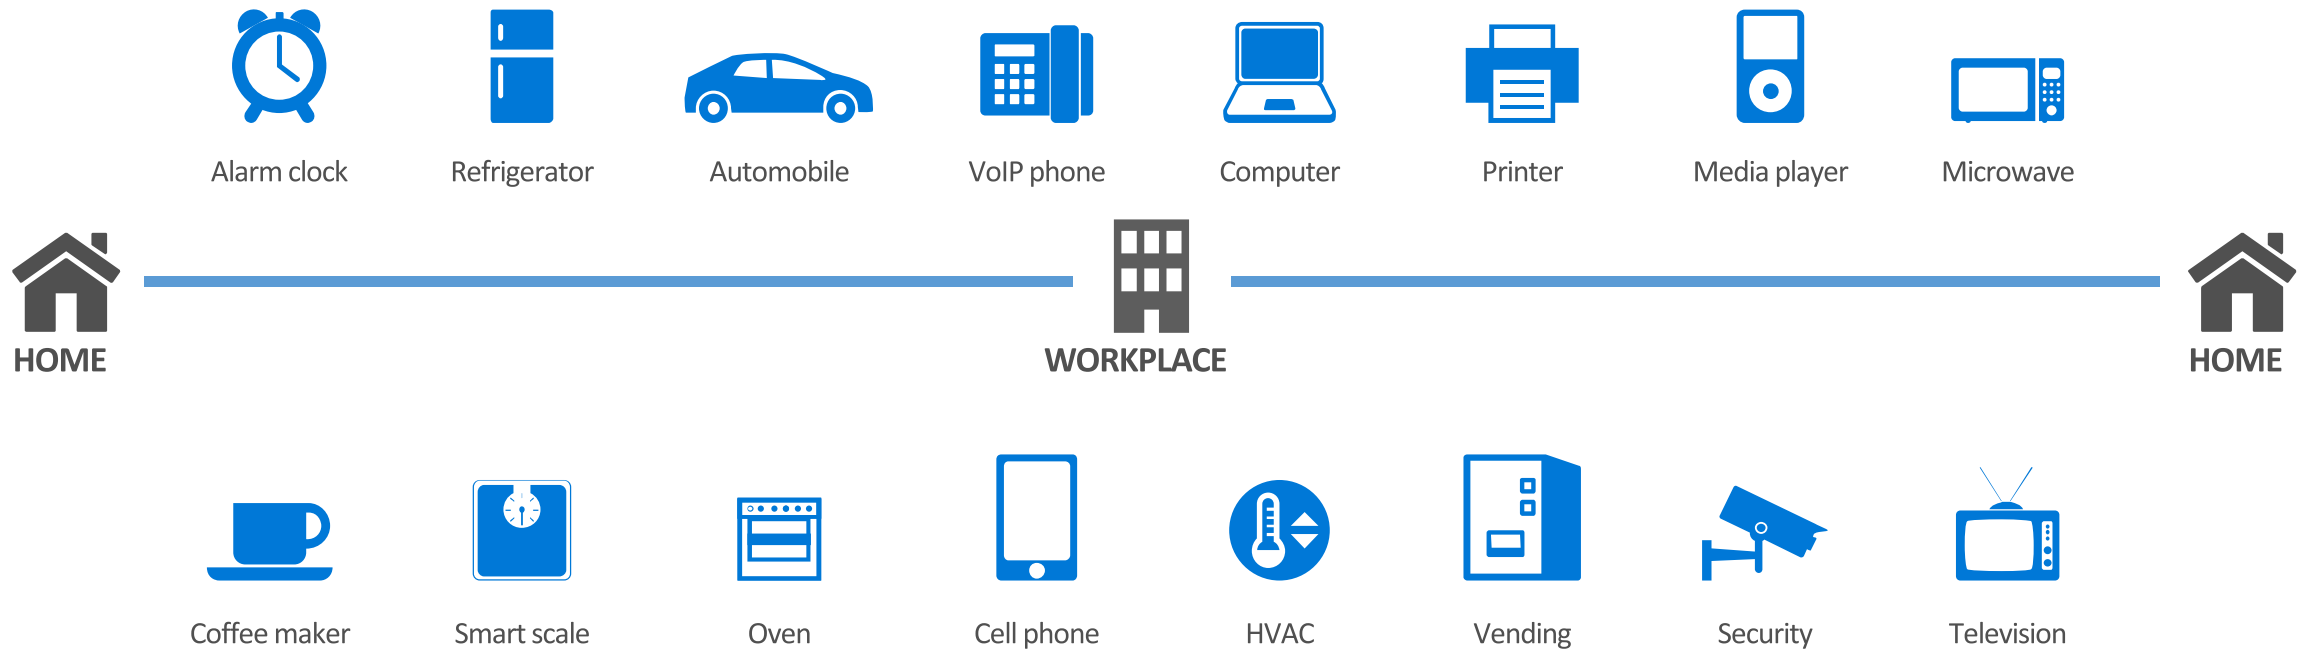 Alarm clock
Refrigerator
Automobile
VoIP phone
Computer
Printer
Media player
Microwave
HOME
WORKPLACE
HOME
Coffee maker
Smart scale
Oven
Cell phone
HVAC
Vending
Security
Television